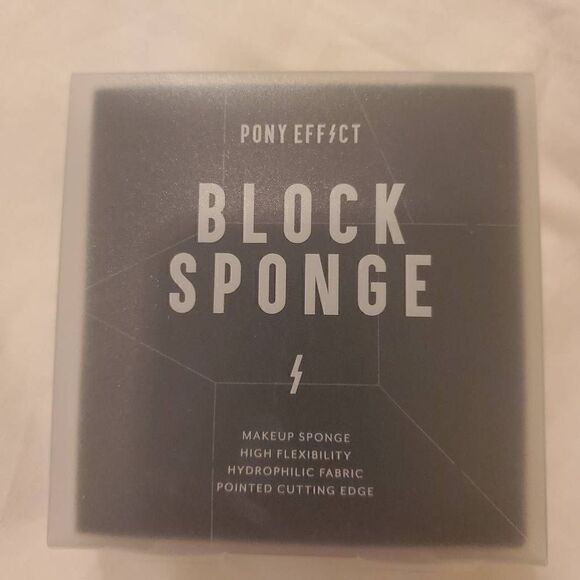 PONY EFFECT
BLOCK
SPONGE
MAKEUP SPONGE
HIGH FLEXIBILITY
HYDROPHILIC FABRIC
POINTED CUTTING EDGE